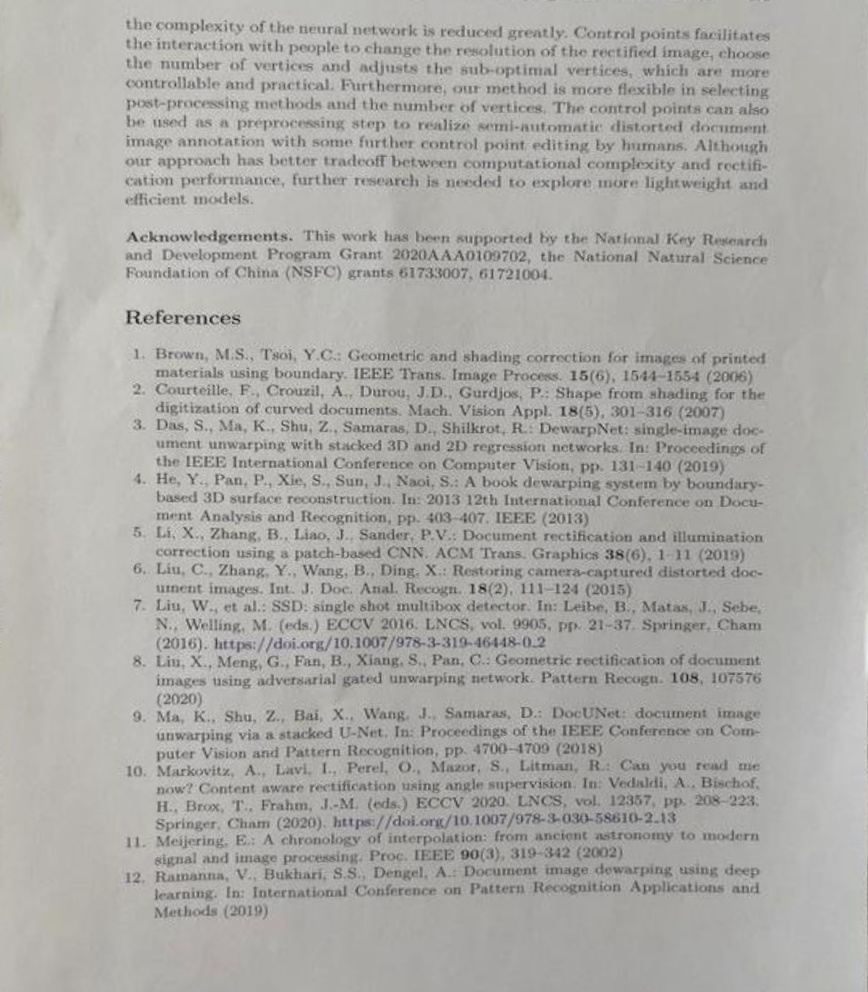 the complexity of the neural network is reduced greatly. Control points facilitates
the interaction with people to change the resolution of the rectified image, choose
the number of vertices and adjusts the sub-optimal vertices, which are more
controllable and practical. Furthermore, our method is more flexible in selecting
post-processing methods and the number of vertices. The control points can also
be used as a preprocessing step to realize semi-automatic distorted document
image annotation with some further control point editing by humans. Although
our approach has better tradeoff between computational complexity and rectifi-
cation performance, further research is needed to explore more lightweight and
efficient models.
Acknowledgements. This work has been supported by the National Key Research
and Development Program Grant 2020AAA0109702, the National Natural Science
Foundation of China (NSFC) grants 61733007, 61721004.
References
1. Brown, M.S., Tsoi, Y.C.: Geometric and shading correction for images of printed
materials using boundary. IEEE Trans. Image Process. 15(6), 1544–1554 (2006)
2. Courteille, F., Crouzil, A., Durou, J.D., Gurdjos, P.: Shape from shading for the
digitization of curved documents. Mach. Vision Appl. 18(5), 301–316 (2007)
3. Das, S., Ma, K., Shu, Z., Samaras, D., Shilkrot, R.: DewarpNet: single-image doc-
ument unwarping with stacked 3D and 2D regression networks. In: Proceedings of
the IEEE International Conference on Computer Vision, pp. 131–140 (2019)
4. He, Y., Pan, P., Xie, S., Sun, J., Naoi, S.: A book dewarping system by boundary-
based 3D surface reconstruction. In: 2013 12th International Conference on Docu-
ment Analysis and Recognition, pp. 403–407. IEEE (2013)
5. Li, X., Zhang, B., Liao, J., Sander, P.V.: Document rectification and illumination
correction using a patch-based CNN. ACM Trans. Graphics 38(6), 1–11 (2019)
6. Liu, C., Zhang, Y., Wang, B., Ding, X.: Restoring camera-captured distorted doc-
ument images. Int. J. Doc. Anal. Recogn. 18(2), 111–124 (2015)
7. Liu, W., et al.: SSD: single shot multibox detector. In: Leibe, B., Matas, J., Sebe,
N., Welling, M. (eds.) ECCV 2016. LNCS, vol. 9905, pp. 21–37. Springer, Cham
(2016). https://doi.org/10.1007/978-3-319-46448-0_2
8. Liu, X., Meng, G., Fan, B., Xiang, S., Pan, C.: Geometric rectification of document
images using adversarial gated unwarping network. Pattern Recogn. 108, 107576
(2020)
9. Ma, K., Shu, Z., Bai, X., Wang, J., Samaras, D.: DocUNet: document image
unwarping via a stacked U-Net. In: Proceedings of the IEEE Conference on Com-
puter Vision and Pattern Recognition, pp. 4700–4709 (2018)
10. Markovitz, A., Lavi, I., Perel, O., Mazor, S., Litman, R.: Can you read me
now? Content aware rectification using angle supervision. In: Vedaldi, A., Bischof,
H., Brox, T., Frahm, J.-M. (eds.) ECCV 2020. LNCS, vol. 12357, pp. 208–223.
Springer, Cham (2020). https://doi.org/10.1007/978-3-030-58610-2_13
11. Meijering, E.: A chronology of interpolation: from ancient astronomy to modern
signal and image processing. Proc. IEEE 90(3), 319–342 (2002)
12. Ramanna, V., Bukhari, S.S., Dengel, A.: Document image dewarping using deep
learning. In: International Conference on Pattern Recognition Applications and
Methods (2019)